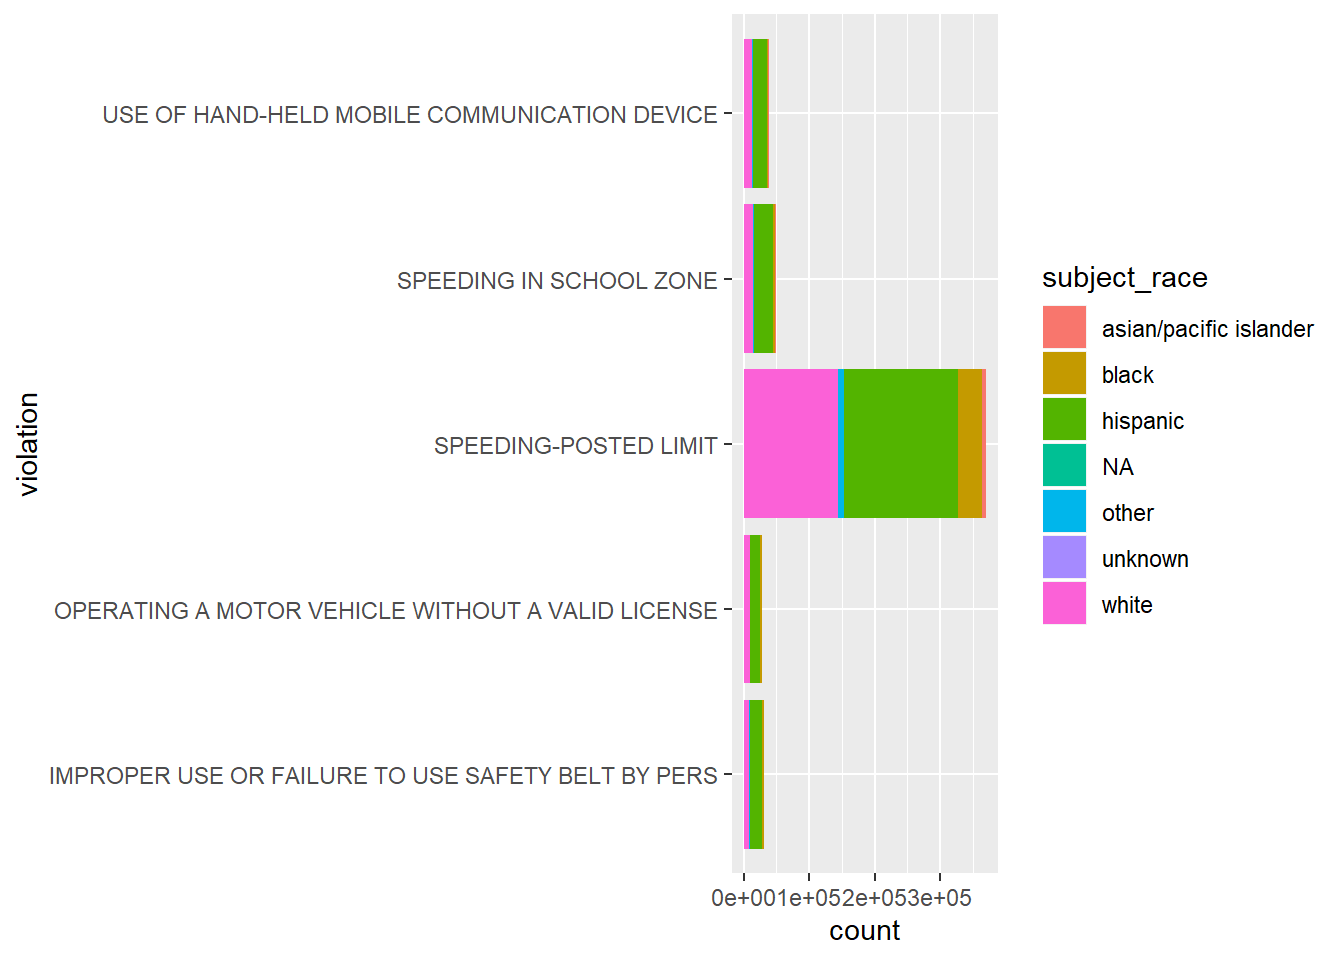 USE OF HAND-HELD MOBILE COMMUNICATION DEVICE
SPEEDING IN SCHOOL ZONE
SPEEDING-POSTED LIMIT
OPERATING A MOTOR VEHICLE WITHOUT A VALID LICENSE
IMPROPER USE OR FAILURE TO USE SAFETY BELT BY PERS
violation
0e+001e+052e+053e+05
count
subject_race
asian/pacific islander
black
hispanic
NA
other
unknown
white